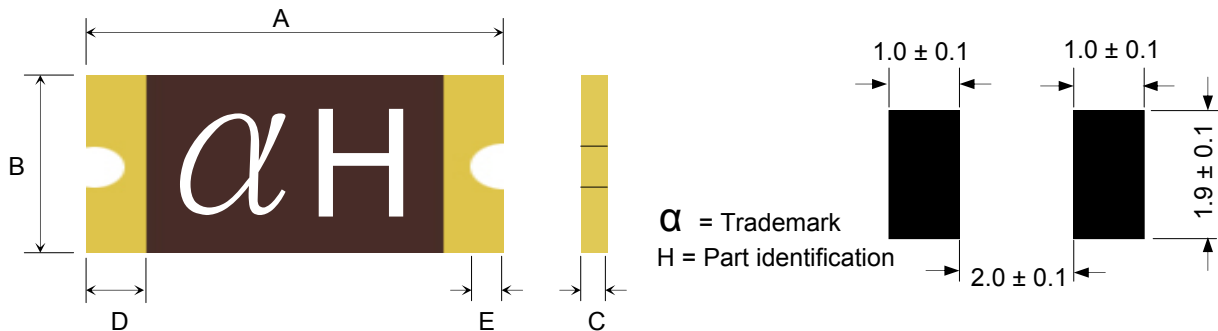 A
B
α H
D
E
C
α = Trademark
H = Part identification
1.0 ± 0.1
1.0 ± 0.1
1.9 ± 0.1
2.0 ± 0.1